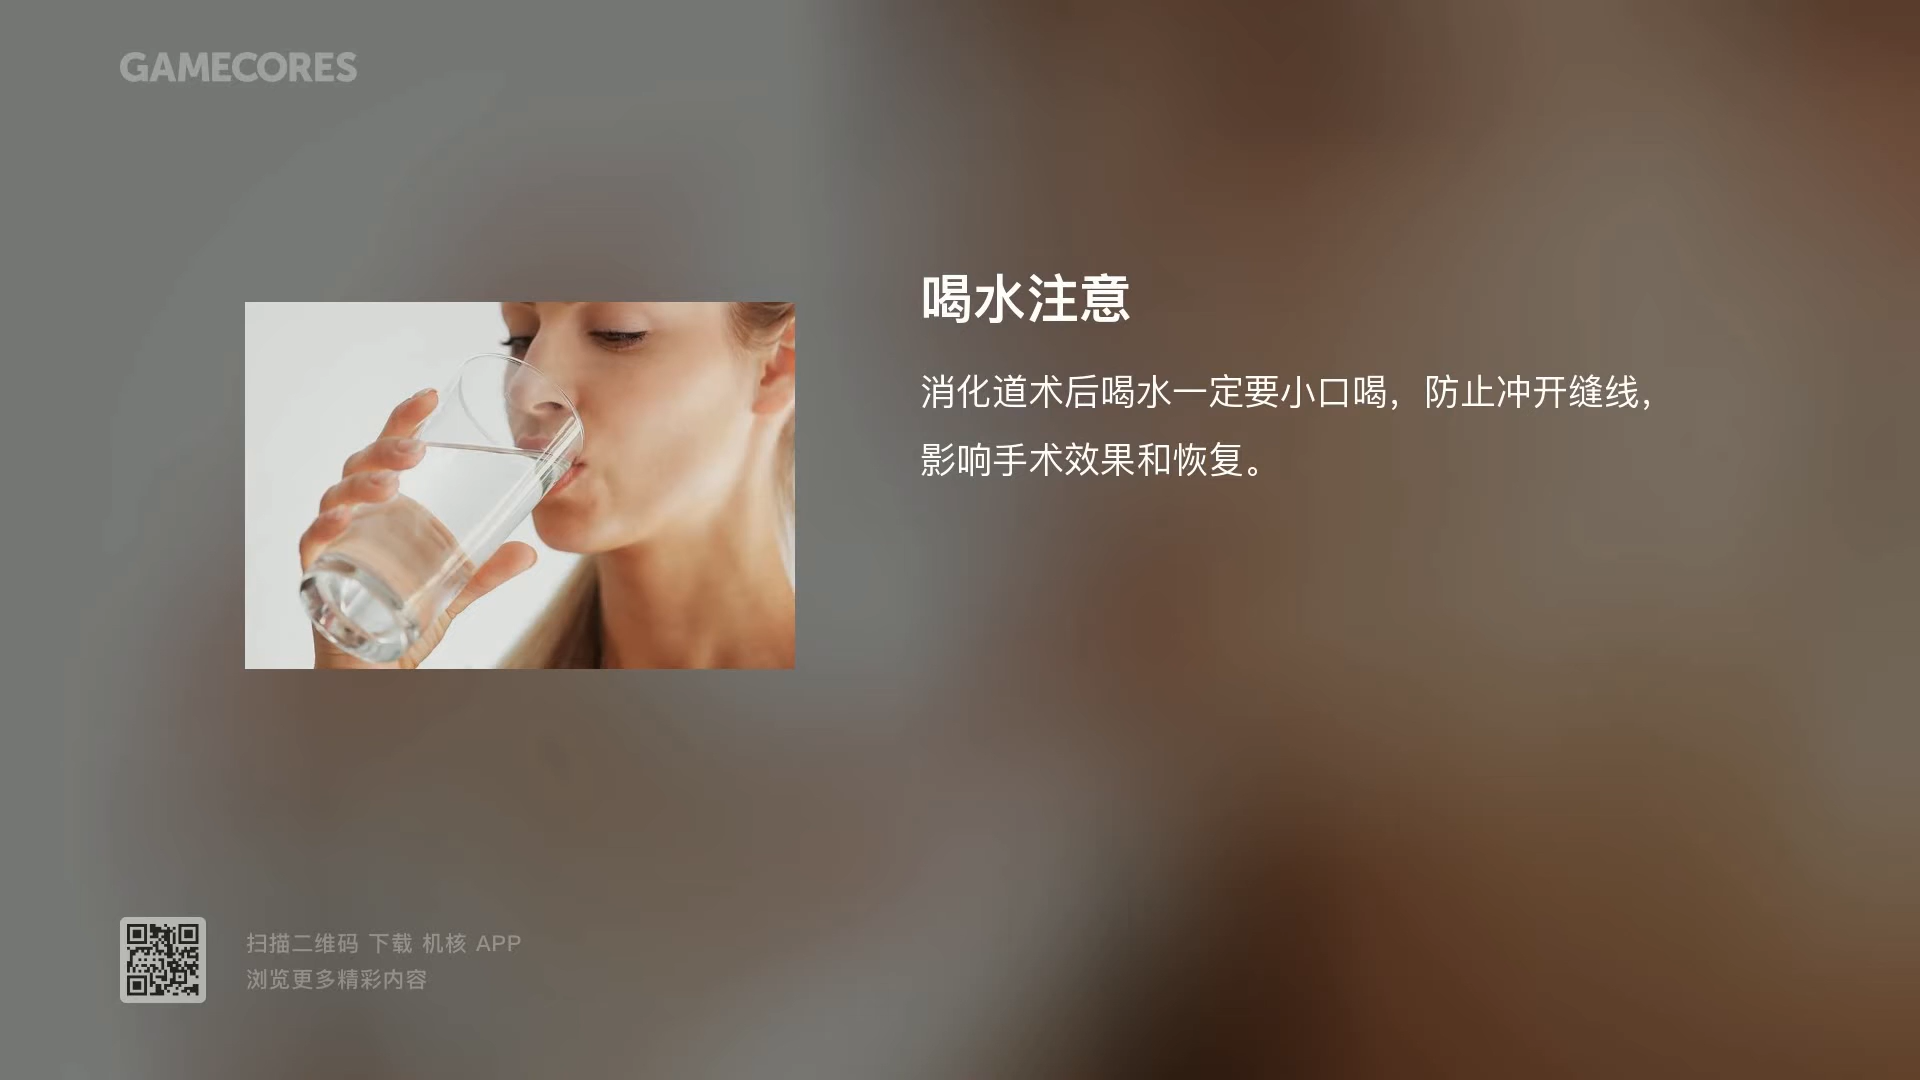 GAMECORES
喝水注意
消化道术后喝水一定要小口喝，防止冲开缝线，
影响手术效果和恢复。
扫描二维码 下载 机核 APP
浏览更多精彩内容